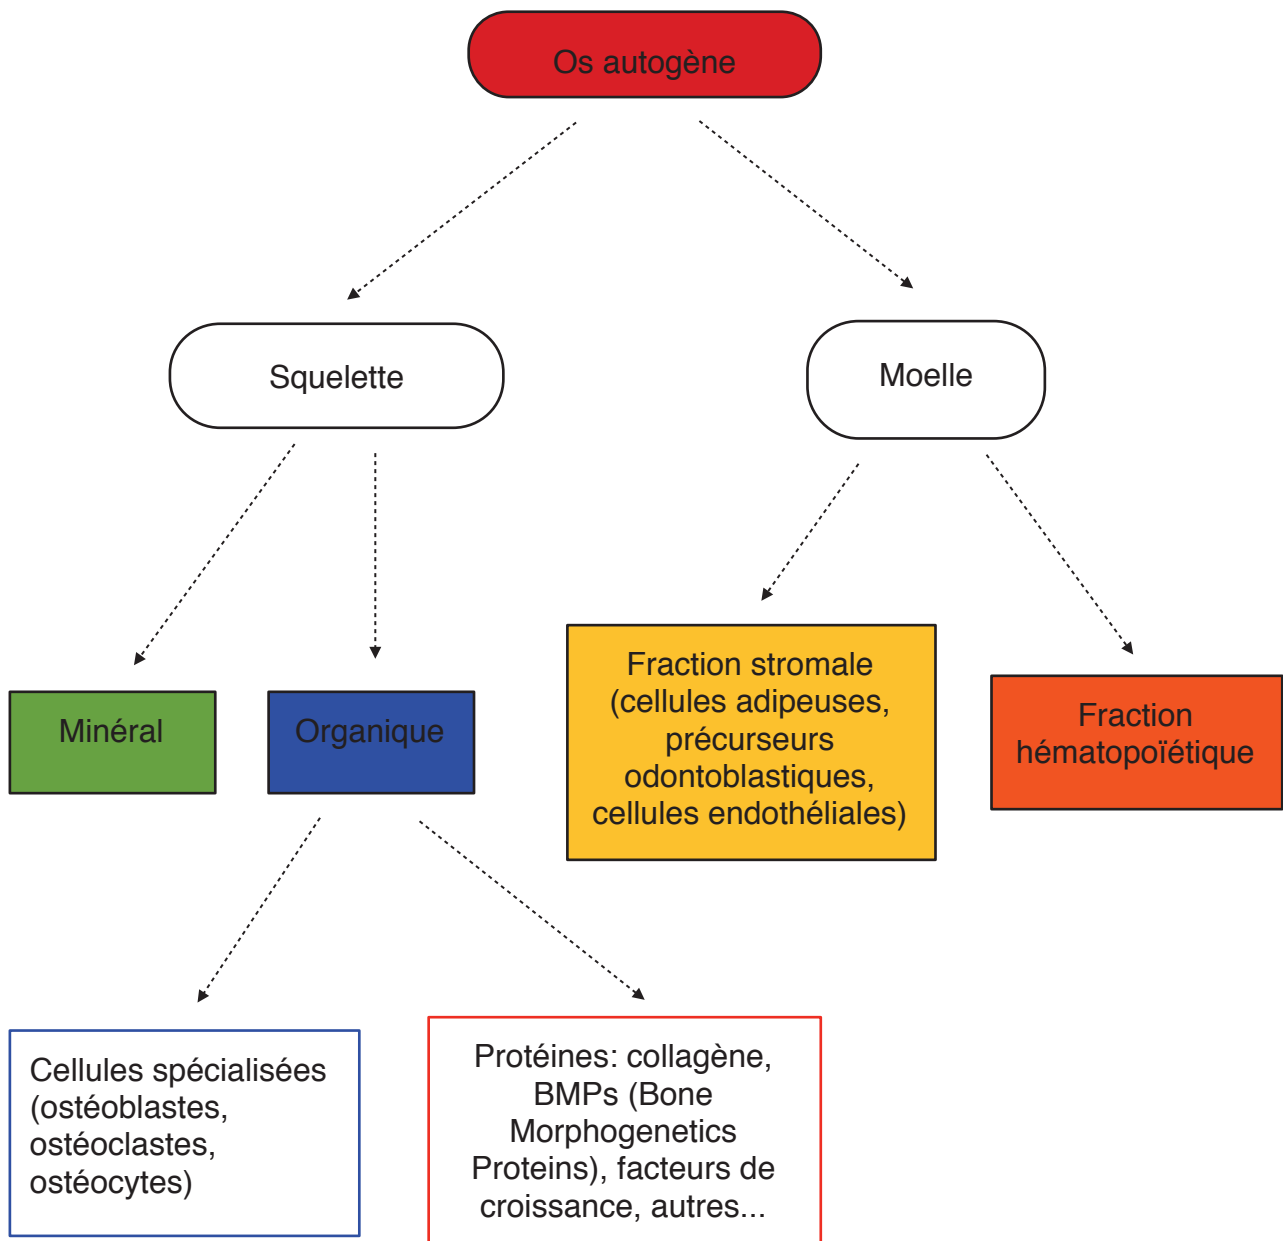 Os autogène
Squelette
Moelle
Minéral
Organique
Fraction stromale
(cellules adipeuses,
précurseurs
odontoblastiques,
cellules endothéliales)
Fraction
hématopoïétique
Cellules spécialisées
(ostéoblastes,
ostéoclastes,
ostéocytes)
Protéines: collagène,
BMPs (Bone
Morphogenetics
Proteins), facteurs de
croissance, autres...